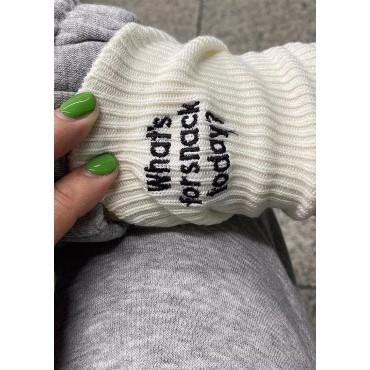 What's
for snack
today?